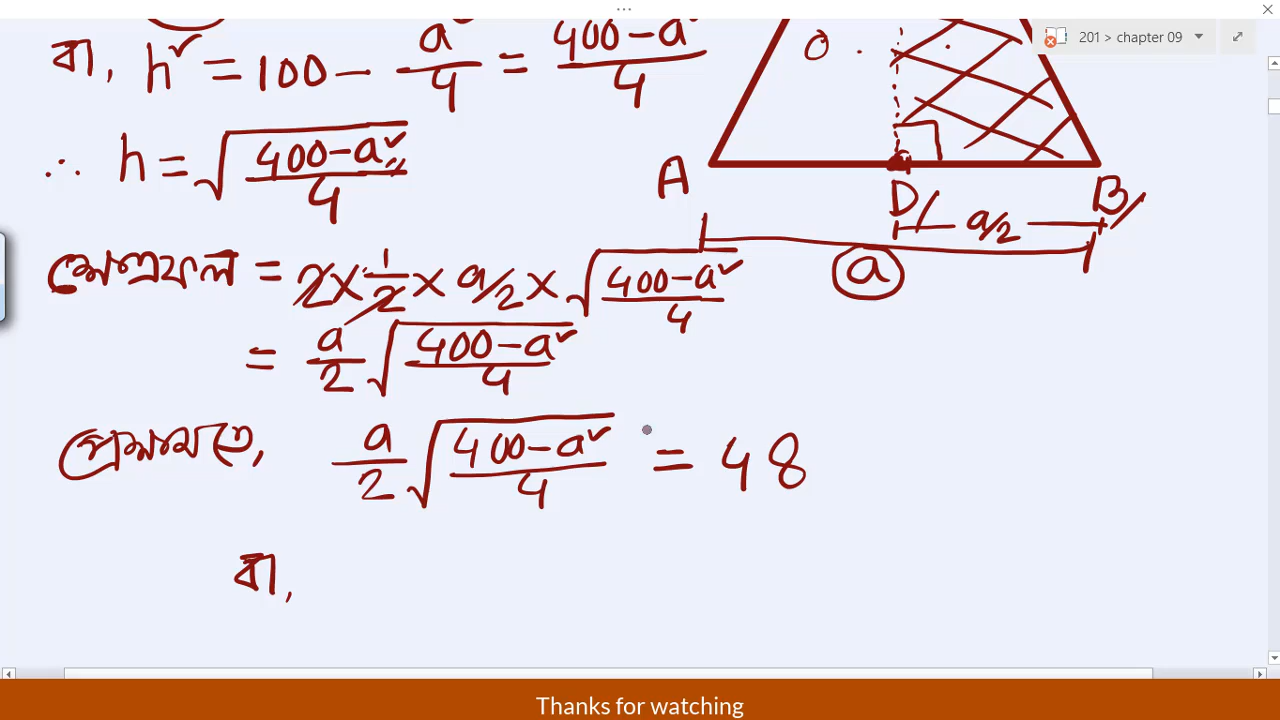 201 > chapter 09
বা, h² = 100 - a²/4 = (400-a²)/4
O
∴ h = √((400-a²)/4)
A D B
a/2
a
ক্ষেত্রফল = 2 × 1/2 × a/2 × √((400-a²)/4)
= a/2 √((400-a²)/4)
প্রশ্নমতে, a/2 √((400-a²)/4) = 48
বা,
Thanks for watching